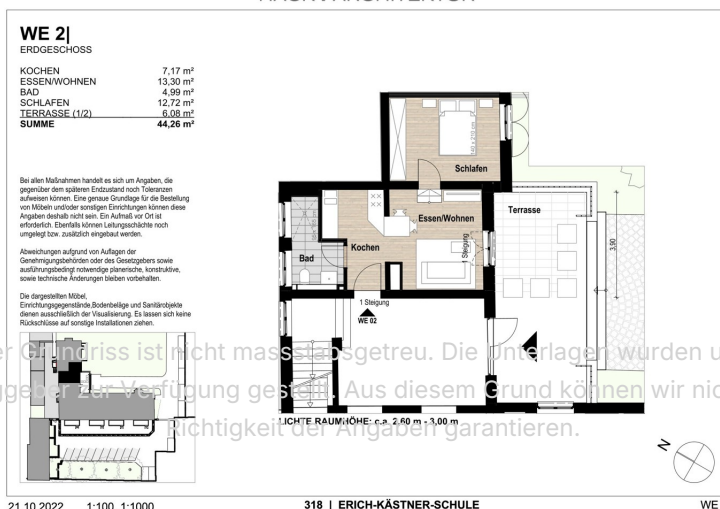 WE 2|
ERDGESCHOSS
KOCHEN 7,17 m²
ESSEN/WOHNEN 13,30 m²
BAD 4,99 m²
SCHLAFEN 12,72 m²
TERRASSE (1/2) 6,08 m²
SUMME 44,26 m²
Bei allen Maßnahmen handelt es sich um Angaben, die
gegenüber dem späteren Endzustand noch Toleranzen
aufweisen können. Eine genaue Grundlage für die Bestellung
von Möbeln und/oder sonstigen Einrichtungen können diese
Angaben deshalb nicht sein. Ein Aufmaß vor Ort ist
erforderlich. Ebenfalls können Leitungsschächte noch
umgelegt bzw. zusätzlich eingebaut werden.
Abweichungen aufgrund von Auflagen der
Genehmigungsbehörden oder des Gesetzgebers sowie
ausführungsbedingt notwendige planerische, konstruktive,
sowie technische Änderungen bleiben vorbehalten.
Die dargestellten Möbel,
Einrichtungsgegenstände,Bodenbeläge und Sanitärobjekte
dienen ausschließlich der Visualisierung. Es lassen sich keine
Rückschlüsse auf sonstige Installationen ziehen.
140 x 210 cm
Schlafen
Essen/Wohnen
Terrasse
Kochen
Bad
1 Steigung
3,90
1 Steigung
WE 02
er Grundriss ist nicht massstabsgetreu. Die Unterlagen wurden u
ggeber zur Verfügung gestellt. Aus diesem Grund können wir nic
Richtigkeit der Angaben garantieren.
LICHTE RAUMHÖHE: c.a. 2,60 m - 3,00 m
N
21.10.2022 1:100, 1:1000
318 | ERICH-KÄSTNER-SCHULE
WE